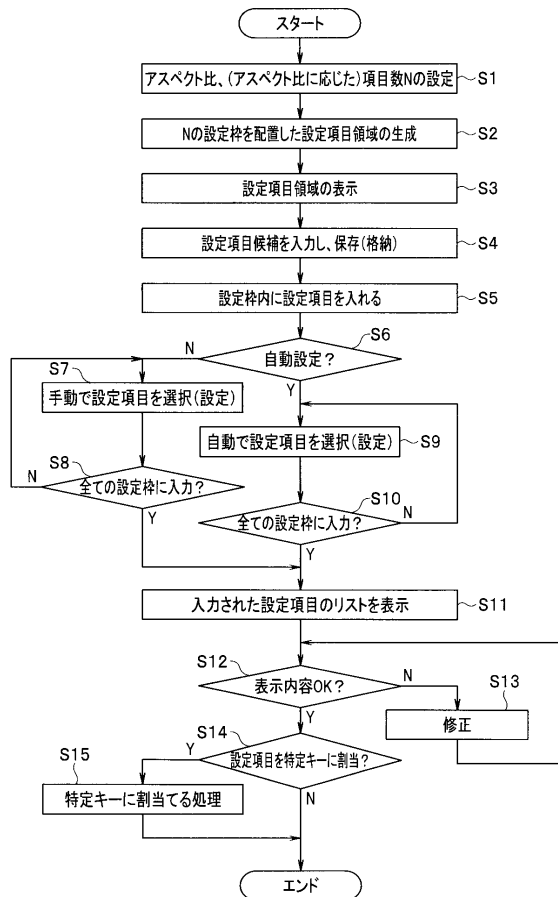 スタート
アスペクト比、(アスペクト比に応じた)項目数Nの設定 S1
Nの設定枠を配置した設定項目領域の生成 S2
設定項目領域の表示 S3
設定項目候補を入力し、保存(格納) S4
設定枠内に設定項目を入れる S5
S6
自動設定?
N
Y
S7
手動で設定項目を選択(設定)
自動で設定項目を選択(設定) S9
S8
全ての設定枠に入力?
N
Y
S10
全ての設定枠に入力?
N
Y
入力された設定項目のリストを表示 S11
S12
表示内容OK?
N
Y
S13
修正
S14
設定項目を特定キーに割当?
Y
N
S15
特定キーに割当てる処理
エンド